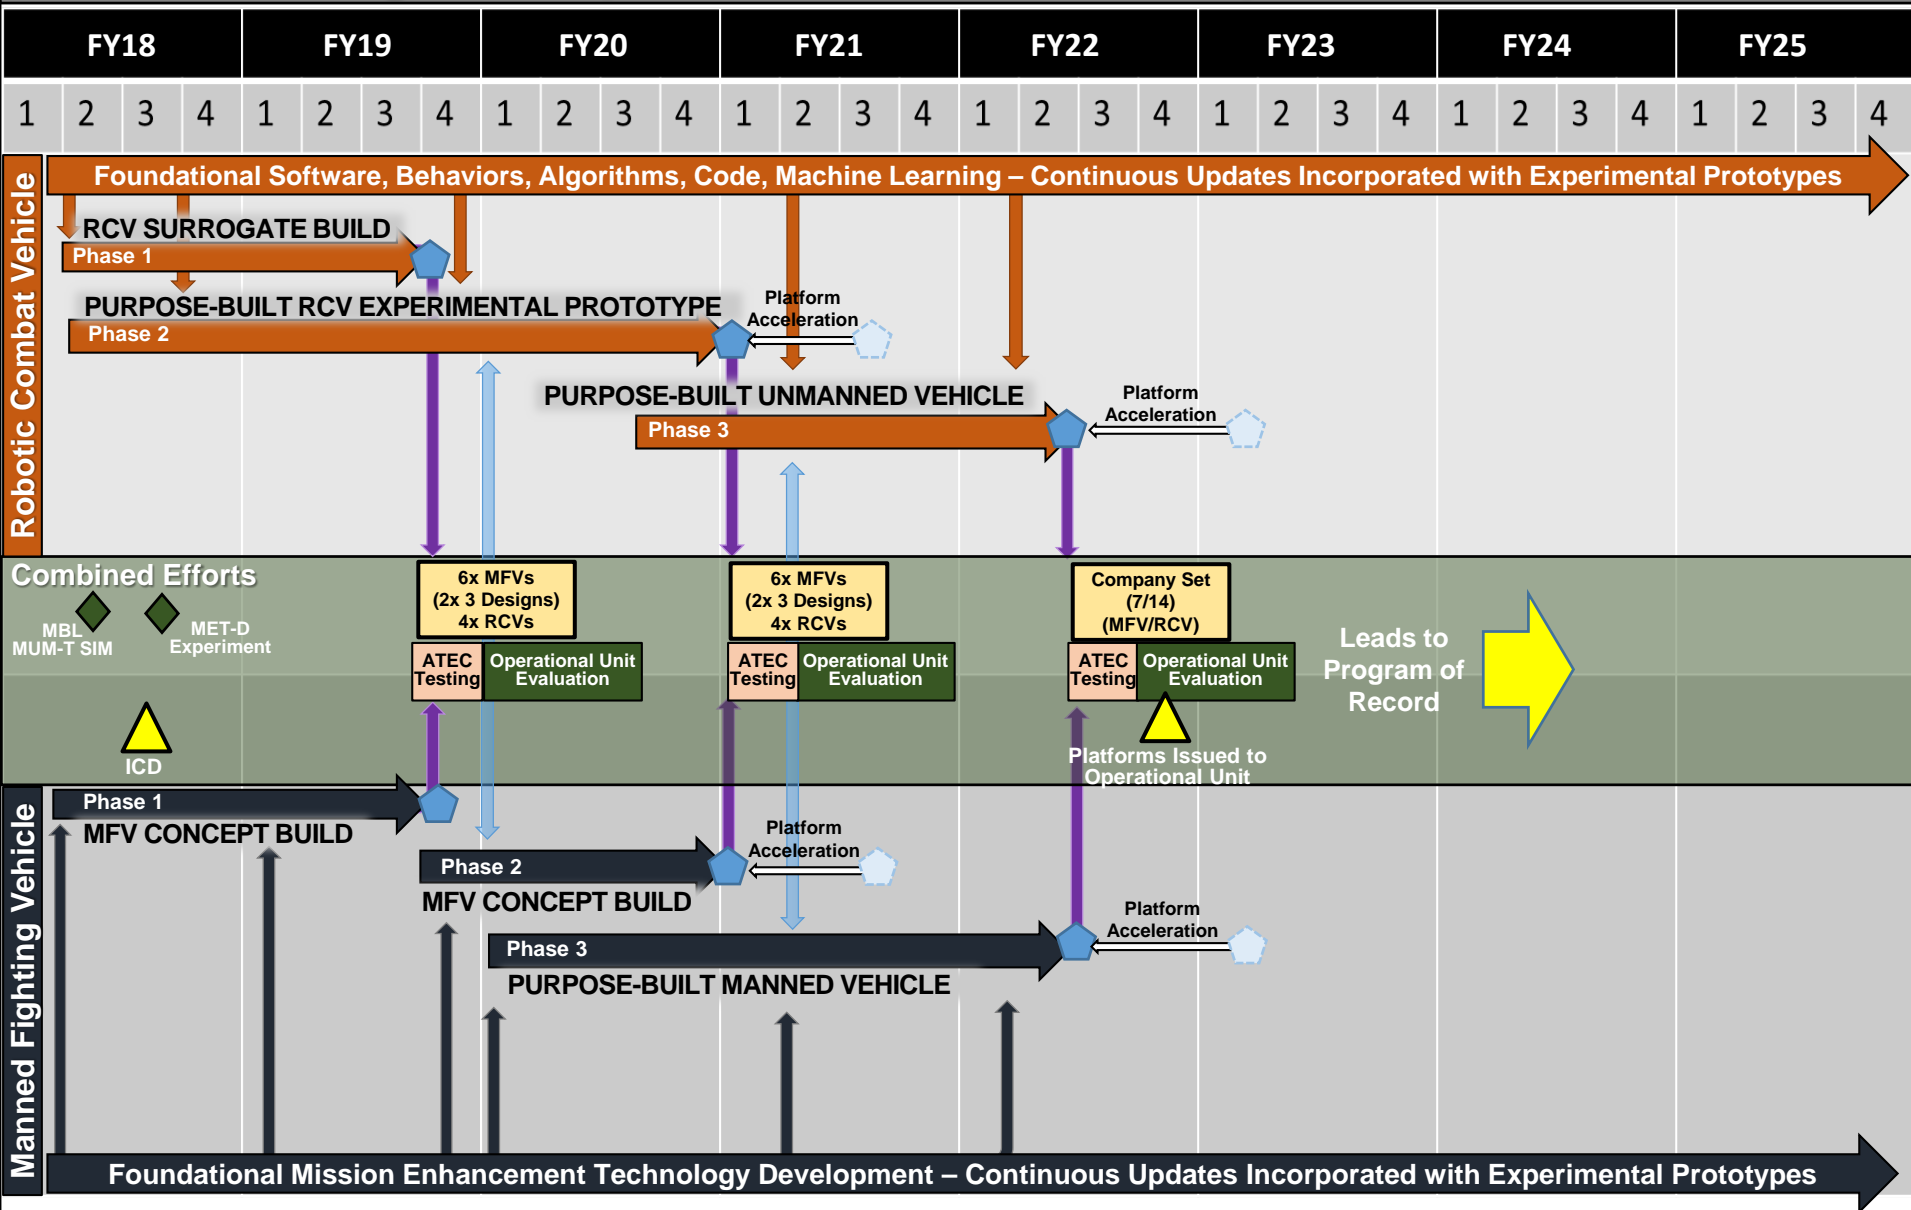 FY18 FY19 FY20 FY21 FY22 FY23 FY24 FY25
1 2 3 4 1 2 3 4 1 2 3 4 1 2 3 4 1 2 3 4 1 2 3 4 1 2 3 4 1 2 3 4
Robotic Combat Vehicle
Foundational Software, Behaviors, Algorithms, Code, Machine Learning – Continuous Updates Incorporated with Experimental Prototypes
RCV SURROGATE BUILD
Phase 1
PURPOSE-BUILT RCV EXPERIMENTAL PROTOTYPE
Phase 2
Platform
Acceleration
PURPOSE-BUILT UNMANNED VEHICLE
Phase 3
Platform
Acceleration
Combined Efforts
MBL
MUM-T SIM
MET-D
Experiment
ICD
6x MFVs
(2x 3 Designs)
4x RCVs
ATEC
Testing
Operational Unit
Evaluation
6x MFVs
(2x 3 Designs)
4x RCVs
ATEC
Testing
Operational Unit
Evaluation
Company Set
(7/14)
(MFV/RCV)
ATEC
Testing
Operational Unit
Evaluation
Platforms Issued to
Operational Unit
Leads to
Program of
Record
Manned Fighting Vehicle
Phase 1
MFV CONCEPT BUILD
Phase 2
MFV CONCEPT BUILD
Platform
Acceleration
Phase 3
PURPOSE-BUILT MANNED VEHICLE
Platform
Acceleration
Foundational Mission Enhancement Technology Development – Continuous Updates Incorporated with Experimental Prototypes